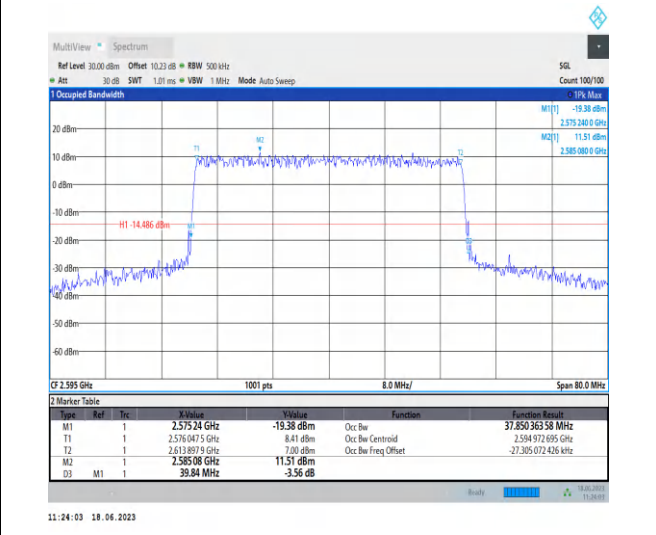 MultiView Spectrum
Ref Level 30.00 dBm Offset 10.23 dB RBW 500 kHz SGL
Att 30 dB SWT 1.01 ms VBW 1 MHz Mode Auto Sweep Count 100/100
1 Occupied Bandwidth 1Pk Max
M1[1] -19.38 dBm
2.575 240 0 GHz
M2[1] 11.51 dBm
2.585 080 0 GHz
20 dBm
M2
T1 T2
10 dBm
0 dBm
-10 dBm
H1 -14.486 dBm M1
-20 dBm
-30 dBm
-40 dBm
-50 dBm
-60 dBm
CF 2.595 GHz 1001 pts 8.0 MHz/ Span 80.0 MHz
2 Marker Table
Type Ref Trc X-Value Y-Value Function Function Result
M1 1 2.57524 GHz -19.38 dBm Occ Bw 37.850 363 58 MHz
T1 1 2.576 047 5 GHz 8.41 dBm Occ Bw Centroid 2.594 972 695 GHz
T2 1 2.613 897 9 GHz 7.00 dBm Occ Bw Freq Offset -27.305 072 426 kHz
M2 1 2.58508 GHz 11.51 dBm
D3 M1 1 39.84 MHz -3.56 dB
Ready 18.06.2023
11:24:03
11:24:03 18.06.2023